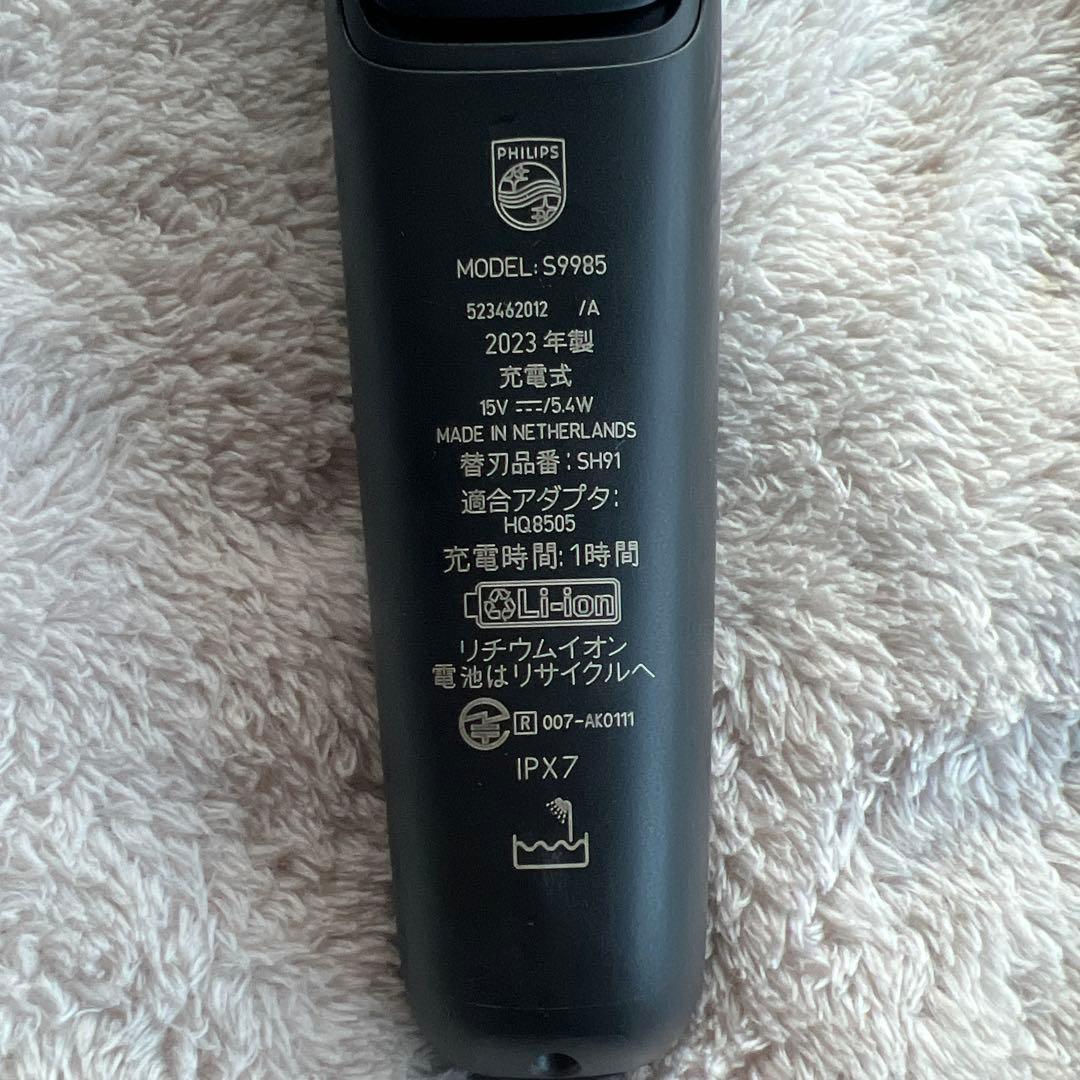 PHILIPS
MODEL: S9985
523462012 /A
2023 年製
充電式
15V ⎓/5.4W
MADE IN NETHERLANDS
替刃品番: SH91
適合アダプタ:
HQ8505
充電時間: 1時間
Li-ion
リチウムイオン
電池はリサイクルへ
R 007-AK0111
IPX7